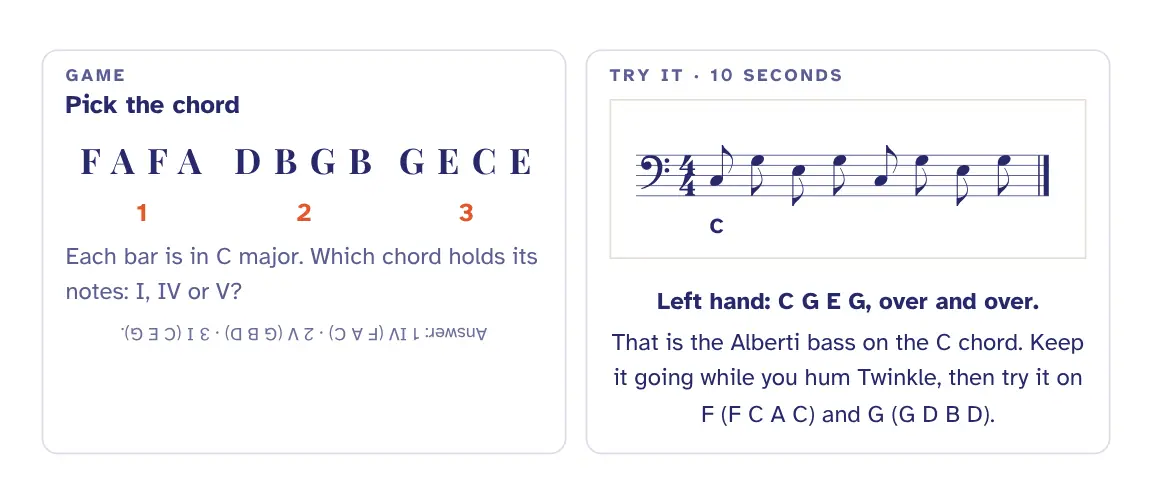 GAME
Pick the chord
F A F A D B G B G E C E
1 2 3
Each bar is in C major. Which chord holds its
notes: I, IV or V?
Answer: 1 IV (F A C) · 2 V (G B D) · 3 I (C E G).
TRY IT · 10 SECONDS
4
4
C
Left hand: C G E G, over and over.
That is the Alberti bass on the C chord. Keep
it going while you hum Twinkle, then try it on
F (F C A C) and G (G D B D).